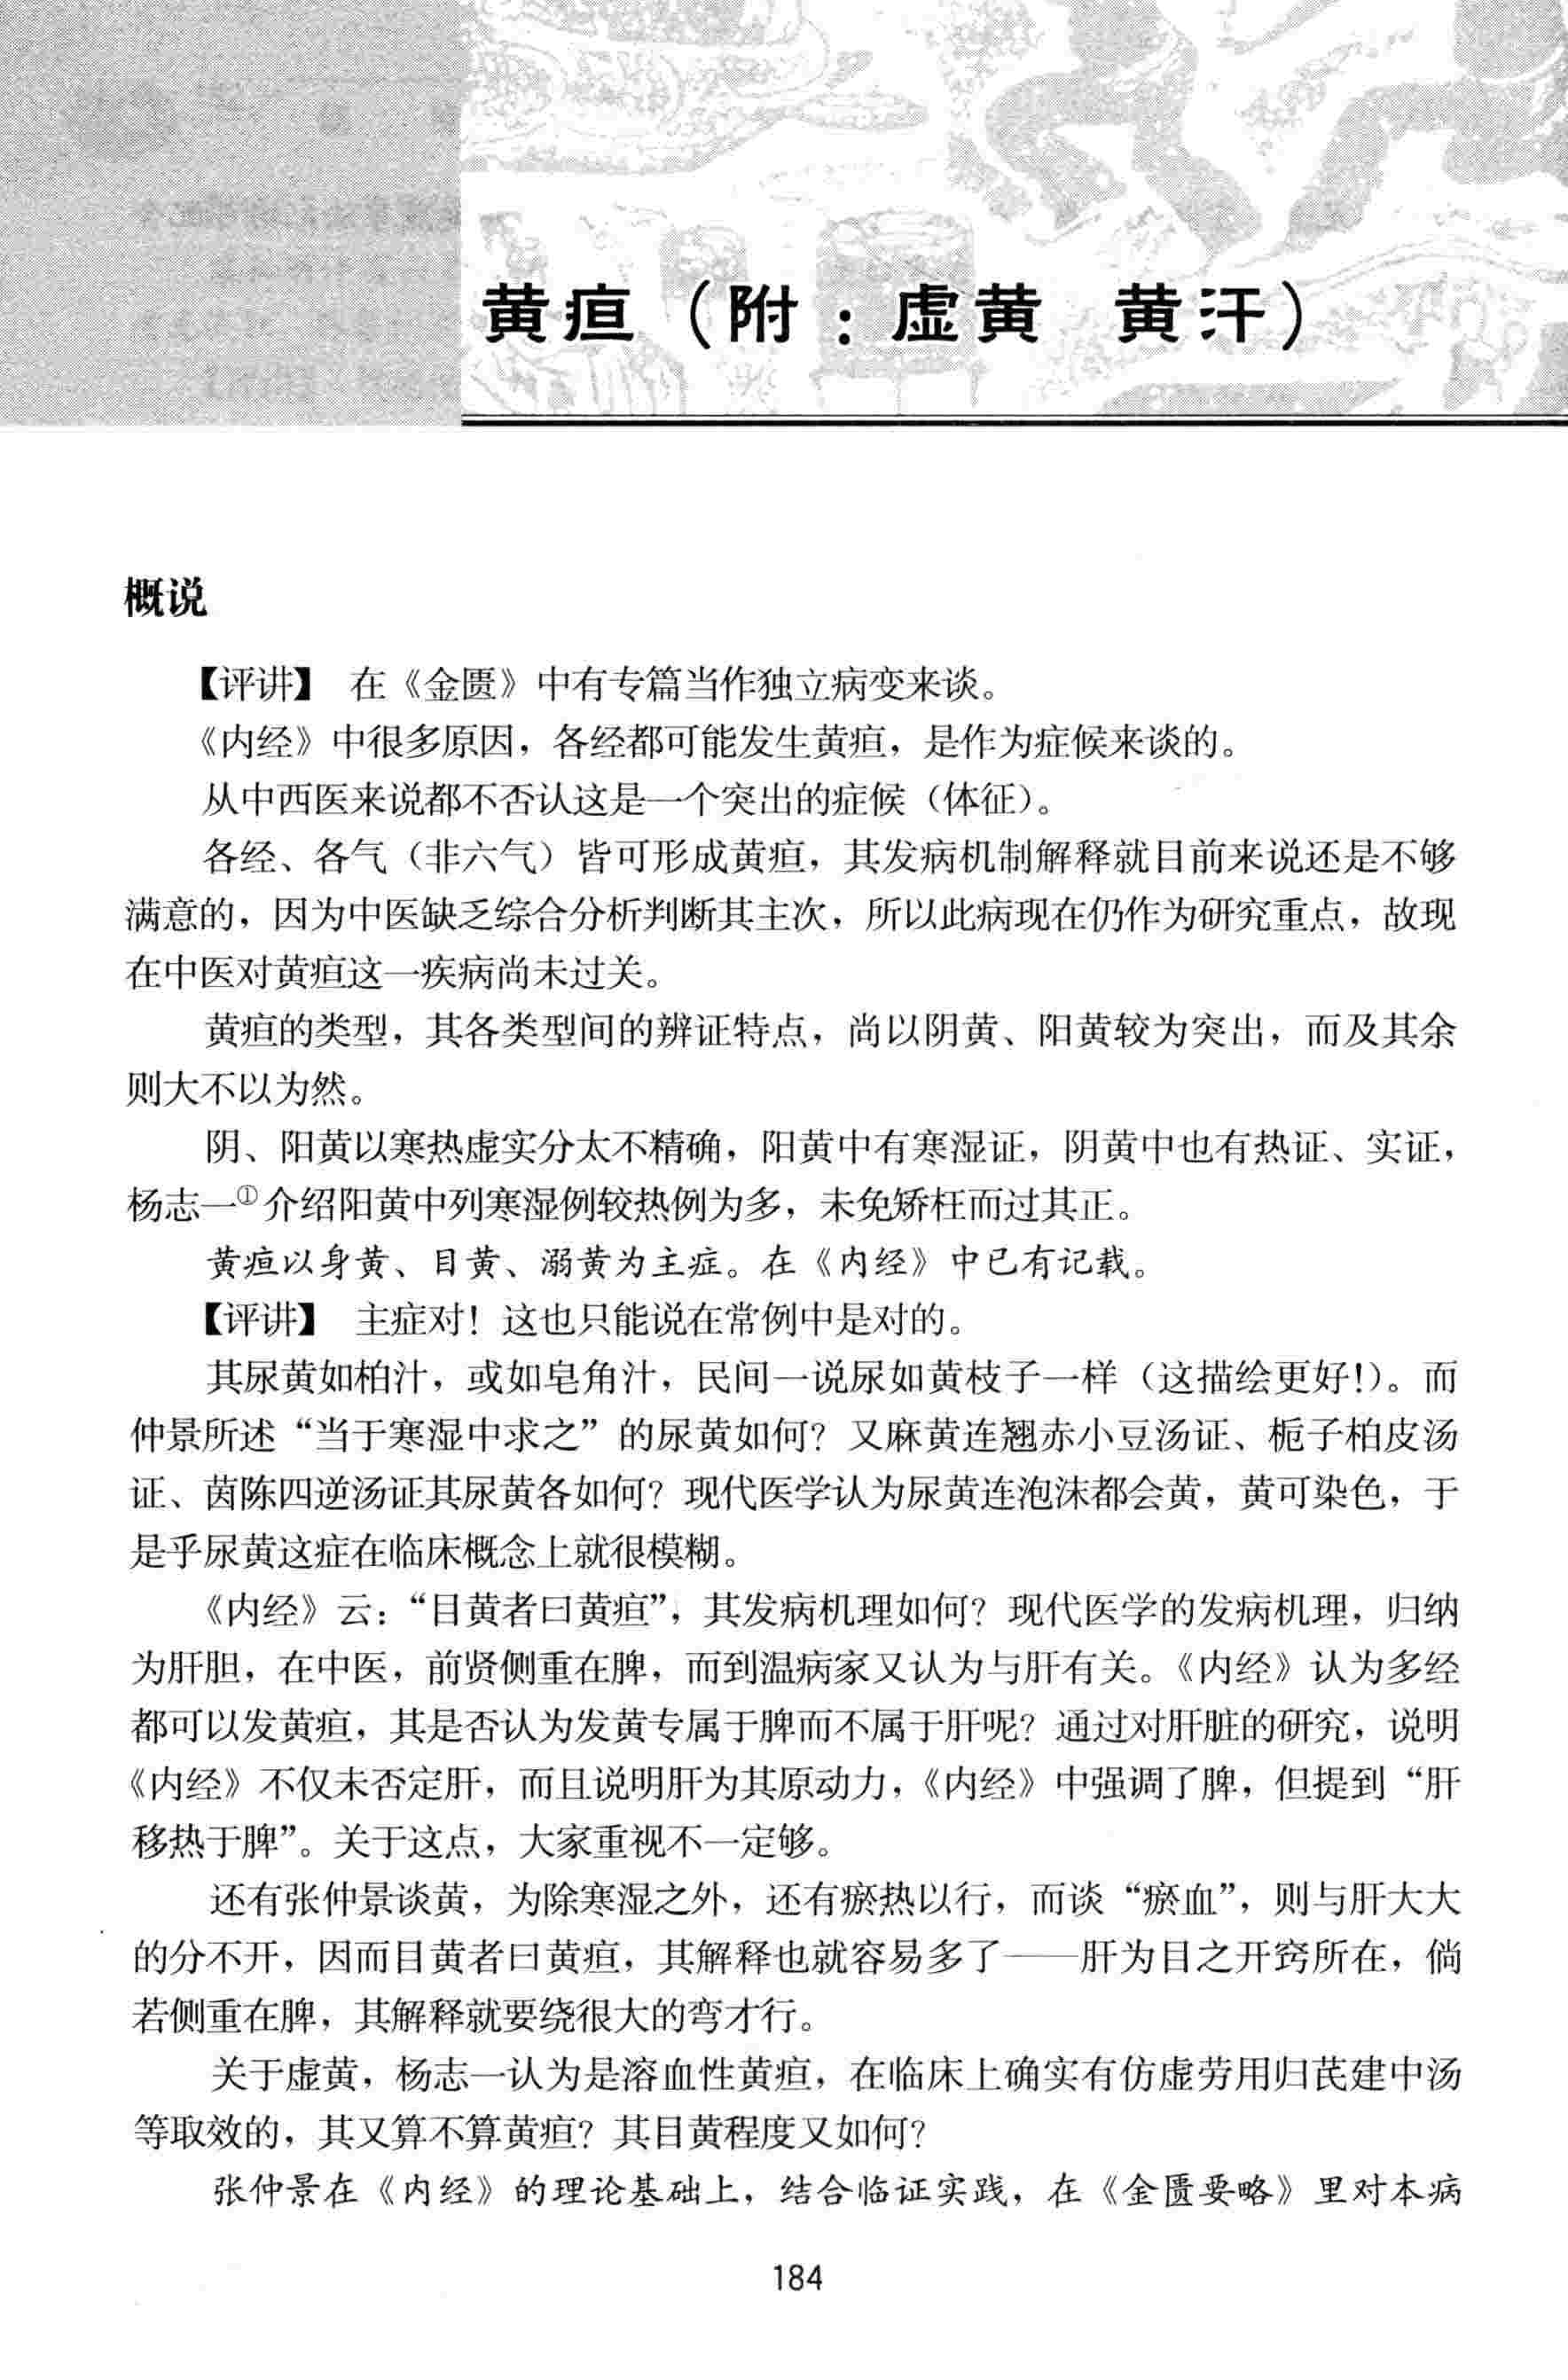 黄疸（附：虚黄　黄汗）
概说
【评讲】　在《金匮》中有专篇当作独立病变来谈。
《内经》中很多原因，各经都可能发生黄疸，是作为症候来谈的。
从中西医来说都不否认这是一个突出的症候（体征）。
各经、各气（非六气）皆可形成黄疸，其发病机制解释就目前来说还是不够
满意的，因为中医缺乏综合分析判断其主次，所以此病现在仍作为研究重点，故现
在中医对黄疸这一疾病尚未过关。
黄疸的类型，其各类型间的辨证特点，尚以阴黄、阳黄较为突出，而及其余
则大不以为然。
阴、阳黄以寒热虚实分太不精确，阳黄中有寒湿证，阴黄中也有热证、实证，
杨志一①介绍阳黄中列寒湿例较热例为多，未免矫枉而过其正。
黄疸以身黄、目黄、溺黄为主症。在《内经》中已有记载。
【评讲】　主症对！这也只能说在常例中是对的。
其尿黄如柏汁，或如皂角汁，民间一说尿如黄枝子一样（这描绘更好！）。而
仲景所述“当于寒湿中求之”的尿黄如何？又麻黄连翘赤小豆汤证、栀子柏皮汤
证、茵陈四逆汤证其尿黄各如何？现代医学认为尿黄连泡沫都会黄，黄可染色，于
是乎尿黄这症在临床概念上就很模糊。
《内经》云：“目黄者曰黄疸”，其发病机理如何？现代医学的发病机理，归纳
为肝胆，在中医，前贤侧重在脾，而到温病家又认为与肝有关。《内经》认为多经
都可以发黄疸，其是否认为发黄专属于脾而不属于肝呢？通过对肝脏的研究，说明
《内经》不仅未否定肝，而且说明肝为其原动力，《内经》中强调了脾，但提到“肝
移热于脾”。关于这点，大家重视不一定够。
还有张仲景谈黄，为除寒湿之外，还有瘀热以行，而谈“瘀血”，则与肝大大
的分不开，因而目黄者曰黄疸，其解释也就容易多了——肝为目之开窍所在，倘
若侧重在脾，其解释就要绕很大的弯才行。
关于虚黄，杨志一认为是溶血性黄疸，在临床上确实有仿虚劳用归芪建中汤
等取效的，其又算不算黄疸？其目黄程度又如何？
张仲景在《内经》的理论基础上，结合临证实践，在《金匮要略》里对本病
184